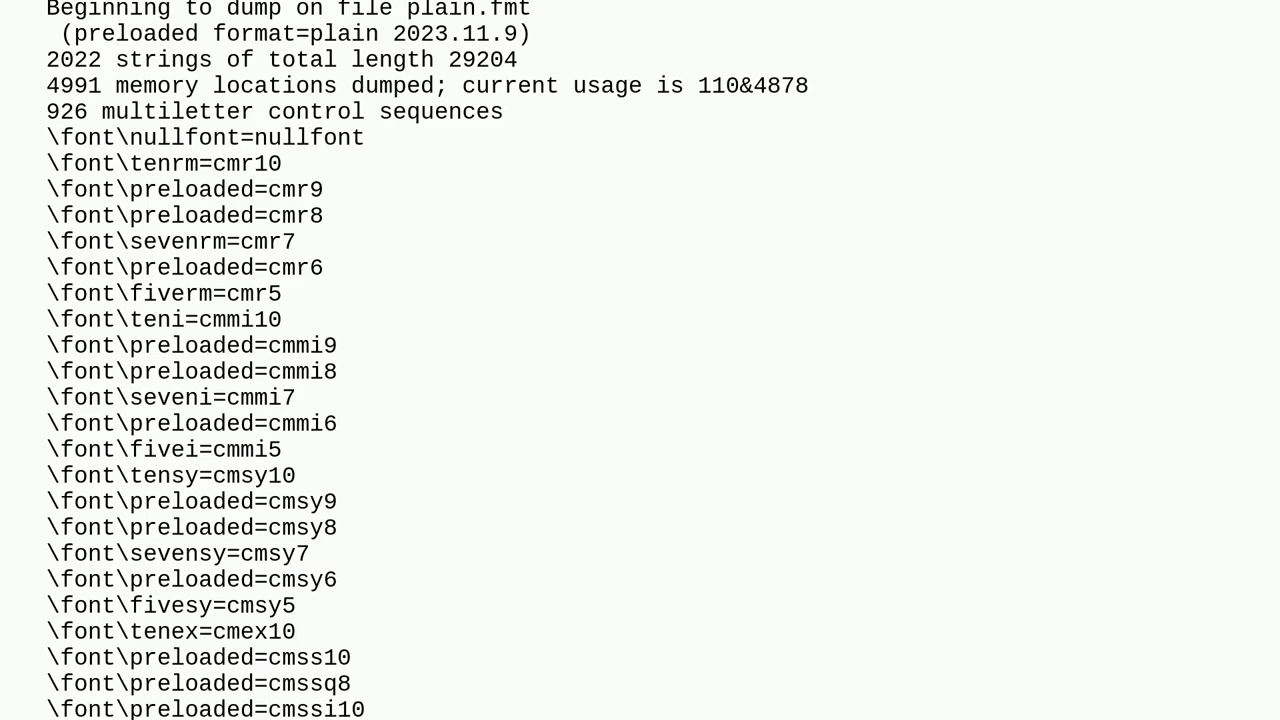 Beginning to dump on file plain.fmt
 (preloaded format=plain 2023.11.9)
2022 strings of total length 29204
4991 memory locations dumped; current usage is 110&4878
926 multiletter control sequences
\font\nullfont=nullfont
\font\tenrm=cmr10
\font\preloaded=cmr9
\font\preloaded=cmr8
\font\sevenrm=cmr7
\font\preloaded=cmr6
\font\fiverm=cmr5
\font\teni=cmmi10
\font\preloaded=cmmi9
\font\preloaded=cmmi8
\font\seveni=cmmi7
\font\preloaded=cmmi6
\font\fivei=cmmi5
\font\tensy=cmsy10
\font\preloaded=cmsy9
\font\preloaded=cmsy8
\font\sevensy=cmsy7
\font\preloaded=cmsy6
\font\fivesy=cmsy5
\font\tenex=cmex10
\font\preloaded=cmss10
\font\preloaded=cmssq8
\font\preloaded=cmssi10